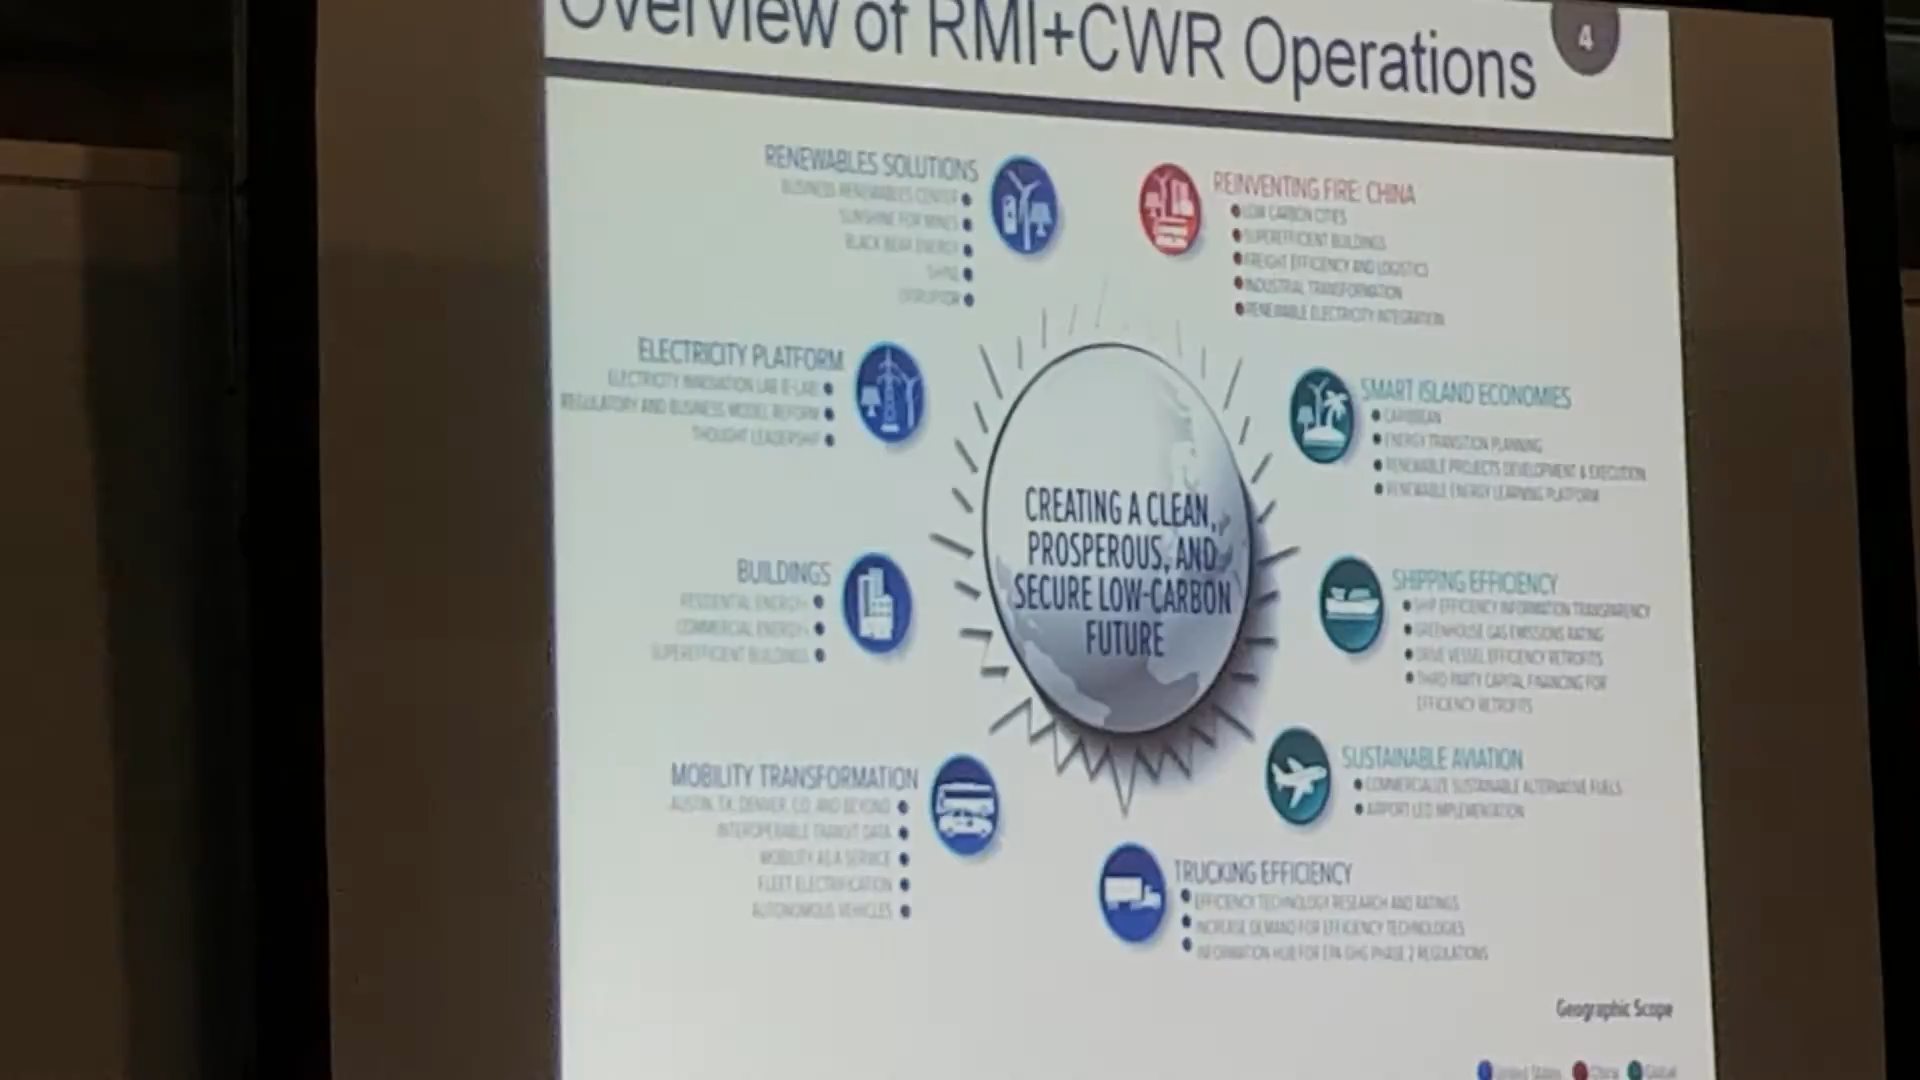 Overview of RMI+CWR Operations
4
RENEWABLES SOLUTIONS
BUSINESS RENEWABLES CENTER
SUNSHINE FOR MINES
BLACK BEAR ENERGY
SHINE
DISRUPTOR
REINVENTING FIRE: CHINA
LOW CARBON CITIES
SUPEREFFICIENT BUILDINGS
FREIGHT EFFICIENCY AND LOGISTICS
INDUSTRIAL TRANSFORMATION
RENEWABLE ELECTRICITY INTEGRATION
ELECTRICITY PLATFORM
ELECTRICITY INNOVATION LAB (E-LAB)
REGULATORY AND BUSINESS MODEL REFORM
THOUGHT LEADERSHIP
SMART ISLAND ECONOMIES
CARIBBEAN
ENERGY TRANSITION PLANNING
RENEWABLE PROJECTS DEVELOPMENT & EXECUTION
RENEWABLE ENERGY LEARNING PLATFORM
CREATING A CLEAN,
PROSPEROUS, AND
SECURE LOW-CARBON
FUTURE
BUILDINGS
RESIDENTIAL ENERGY+
COMMERCIAL ENERGY+
SUPEREFFICIENT BUILDINGS
SHIPPING EFFICIENCY
SHIP EFFICIENCY INFORMATION TRANSPARENCY
GREENHOUSE GAS EMISSIONS RATING
DRIVE VESSEL EFFICIENCY RETROFITS
THIRD PARTY CAPITAL FINANCING FOR
EFFICIENCY RETROFITS
MOBILITY TRANSFORMATION
AUSTIN, TX, DENVER, CO, AND BEYOND
INTEROPERABLE TRANSIT DATA
MOBILITY AS A SERVICE
FLEET ELECTRIFICATION
AUTONOMOUS VEHICLES
SUSTAINABLE AVIATION
COMMERCIALIZE SUSTAINABLE ALTERNATIVE FUELS
AIRPORT LED IMPLEMENTATION
TRUCKING EFFICIENCY
EFFICIENCY TECHNOLOGY RESEARCH AND RATINGS
INCREASE DEMAND FOR EFFICIENCY TECHNOLOGIES
INFORMATION HUB FOR EPA GHG PHASE 2 REGULATIONS
Geographic Scope
United States
China
Global